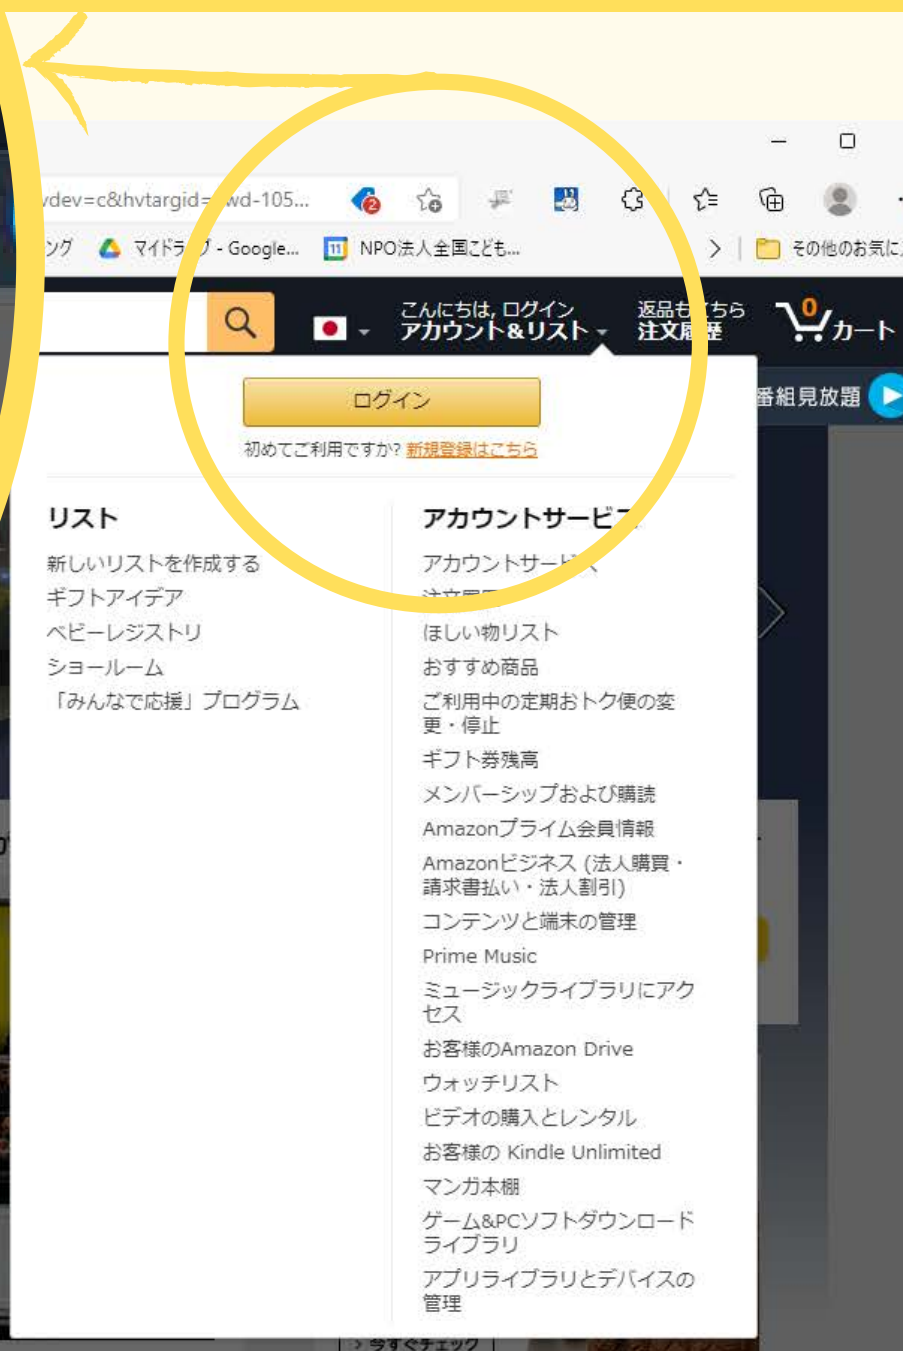 vdev=c&hvtargid=
wd-105...
2
ング
マイドライブ - Google...
11
NPO法人全国こども...
その他のお気に
こんにちは, ログイン
アカウント&リスト
返品もこちら
注文履歴
0
カート
番組見放題
ログイン
初めてご利用ですか? 新規登録はこちら
リスト
新しいリストを作成する
ギフトアイデア
ベビーレジストリ
ショールーム
「みんなで応援」プログラム
アカウントサービス
アカウントサービス
注文履歴
ほしい物リスト
おすすめ商品
ご利用中の定期おトク便の変
更・停止
ギフト券残高
メンバーシップおよび購読
Amazonプライム会員情報
Amazonビジネス (法人購買・
請求書払い・法人割引)
コンテンツと端末の管理
Prime Music
ミュージックライブラリにアク
セス
お客様のAmazon Drive
ウォッチリスト
ビデオの購入とレンタル
お客様の Kindle Unlimited
マンガ本棚
ゲーム&PCソフトダウンロード
ライブラリ
アプリライブラリとデバイスの
管理
今すぐチェック